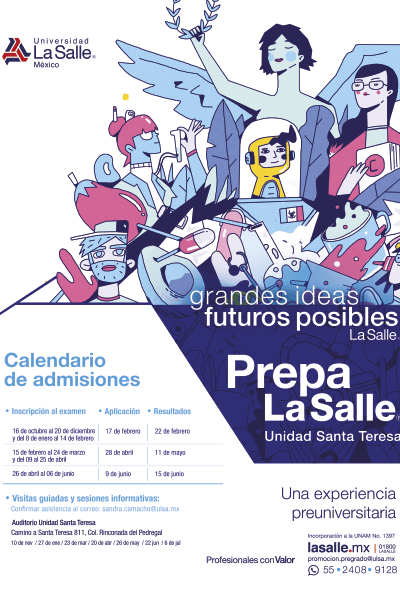 Universidad
La Salle®
México
grandes ideas
futuros posibles
La Salle
Prepa
La Salle
Unidad Santa Teresa
Calendario
de admisiones
• Inscripción al examen • Aplicación • Resultados
16 de octubre al 20 de diciembre
y del 8 de enero al 14 de febrero
17 de febrero
22 de febrero
15 de febrero al 24 de marzo
y del 09 al 25 de abril
28 de abril
11 de mayo
26 de abril al 06 de junio
9 de junio
15 de junio
• Visitas guiadas y sesiones informativas:
Confirmar asistencia al correo: sandra.camacho@ulsa.mx
Auditorio Unidad Santa Teresa
Camino a Santa Teresa 811, Col. Rinconada del Pedregal
10 de nov / 27 de ene / 23 de mar / 20 de abr / 26 de may / 22 jun / 6 de jul
Una experiencia
preuniversitaria
Profesionales con Valor
Incorporación a la UNAM No. 1397
lasalle.mx | 01800
LASALLE
promocion.pregrado@ulsa.mx
55 • 2408 • 9128